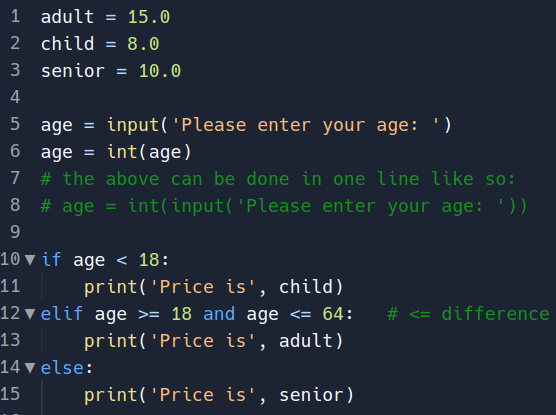 1 adult = 15.0
2 child = 8.0
3 senior = 10.0
4
5 age = input('Please enter your age: ')
6 age = int(age)
7 # the above can be done in one line like so:
8 # age = int(input('Please enter your age: '))
9
10 if age < 18:
11     print('Price is', child)
12 elif age >= 18 and age <= 64:   # <= difference
13     print('Price is', adult)
14 else:
15     print('Price is', senior)